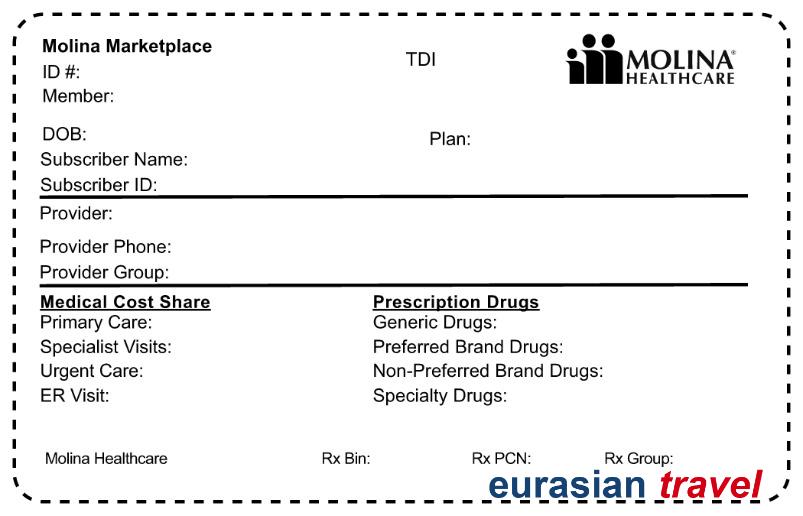 Molina Marketplace
TDI
MOLINA®
HEALTHCARE
ID #:
Member:
DOB:
Plan:
Subscriber Name:
Subscriber ID:
Provider:
Provider Phone:
Provider Group:
Medical Cost Share
Primary Care:
Specialist Visits:
Urgent Care:
ER Visit:
Prescription Drugs
Generic Drugs:
Preferred Brand Drugs:
Non-Preferred Brand Drugs:
Specialty Drugs:
Molina Healthcare Rx Bin: Rx PCN: Rx Group:
eurasian travel